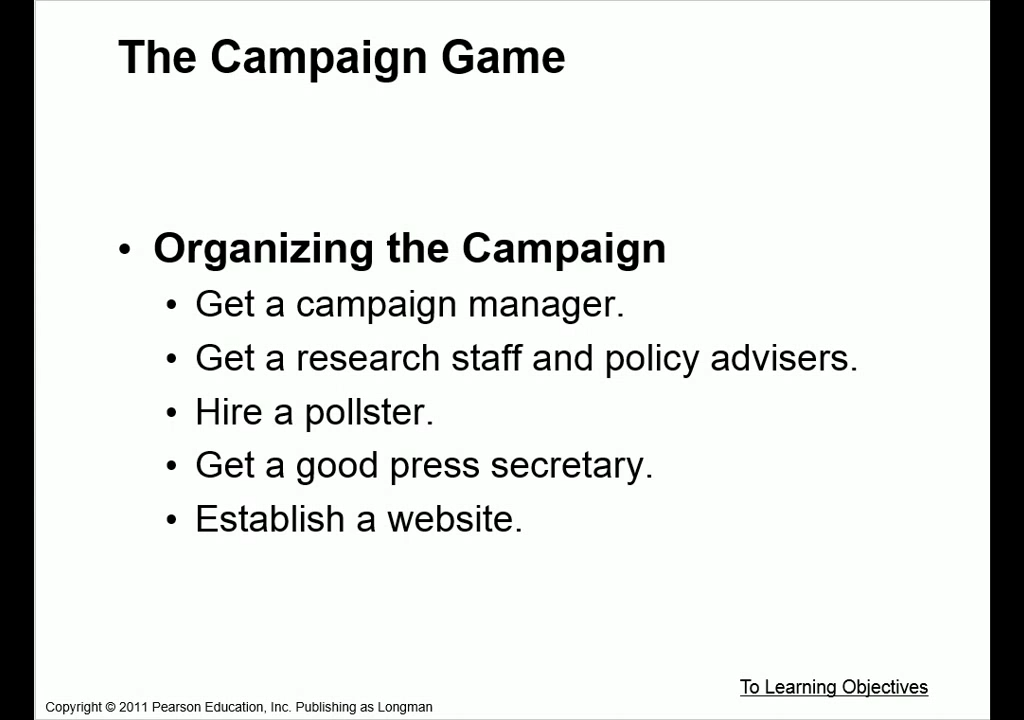 The Campaign Game
• Organizing the Campaign
• Get a campaign manager.
• Get a research staff and policy advisers.
• Hire a pollster.
• Get a good press secretary.
• Establish a website.
To Learning Objectives
Copyright © 2011 Pearson Education, Inc. Publishing as Longman